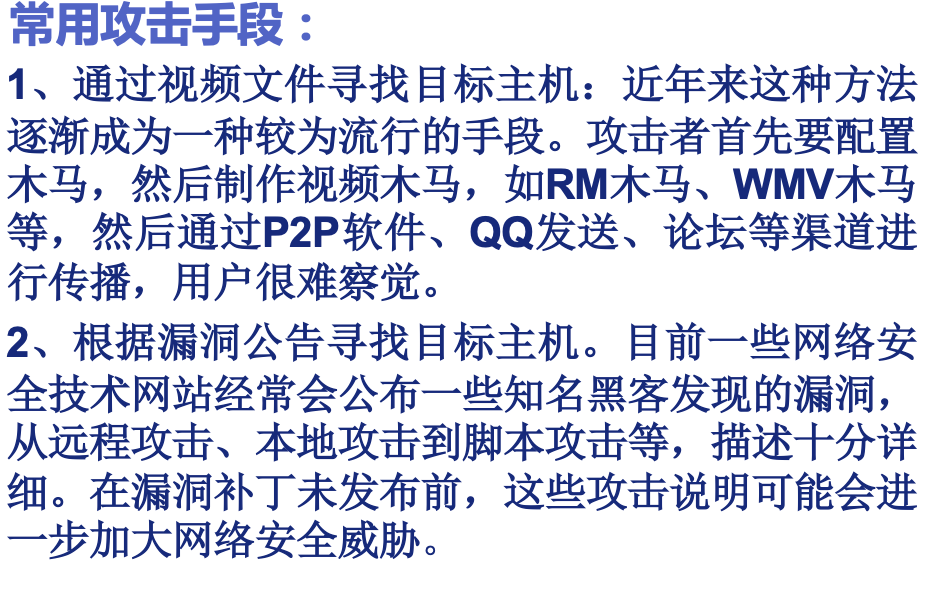 常用攻击手段：
1、通过视频文件寻找目标主机：近年来这种方法
逐渐成为一种较为流行的手段。攻击者首先要配置
木马，然后制作视频木马，如RM木马、WMV木马
等，然后通过P2P软件、QQ发送、论坛等渠道进
行传播，用户很难察觉。
2、根据漏洞公告寻找目标主机。目前一些网络安
全技术网站经常会公布一些知名黑客发现的漏洞，
从远程攻击、本地攻击到脚本攻击等，描述十分详
细。在漏洞补丁未发布前，这些攻击说明可能会进
一步加大网络安全威胁。